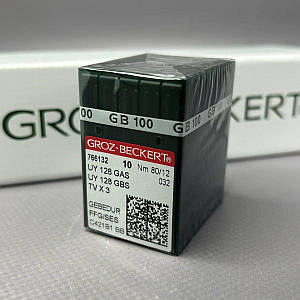 00 GB 100
GROZ-BECKERT
GROZ-BECKERT®
766132 10 Nm 80/12
UY 128 GAS 032
UY 128 GBS
TV X 3
GEBEDUR
FFG/SES
C421B1 BB